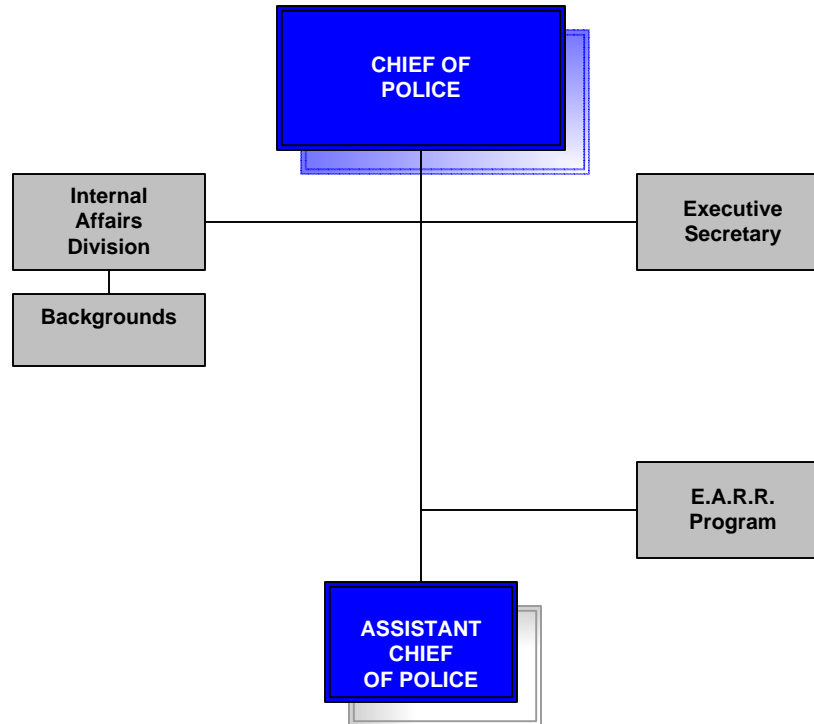 CHIEF OF
POLICE
Internal
Affairs
Division
Executive
Secretary
Backgrounds
E.A.R.R.
Program
ASSISTANT
CHIEF
OF POLICE